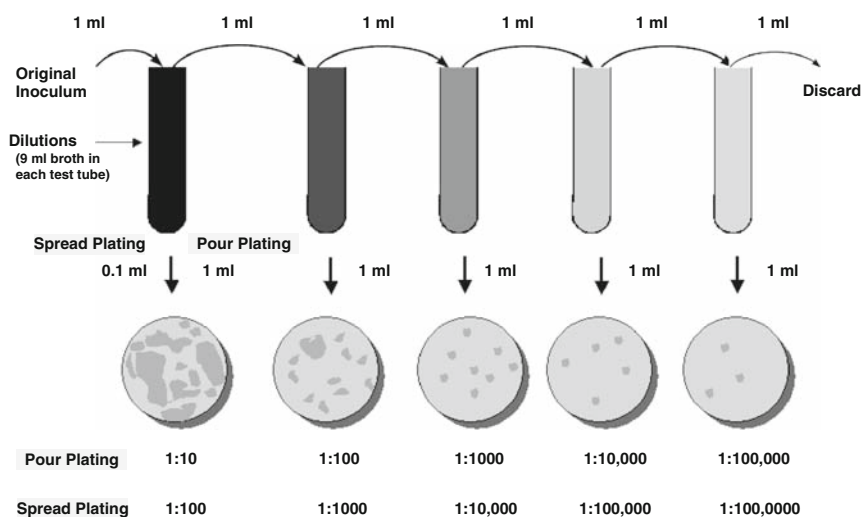 1 ml 1 ml 1 ml 1 ml 1 ml 1 ml
Original
Inoculum
Discard
Dilutions
(9 ml broth in
each test tube)
Spread Plating Pour Plating
0.1 ml 1 ml 1 ml 1 ml 1 ml 1 ml
Pour Plating 1:10 1:100 1:1000 1:10,000 1:100,000
Spread Plating 1:100 1:1000 1:10,000 1:100,000 1:100,0000